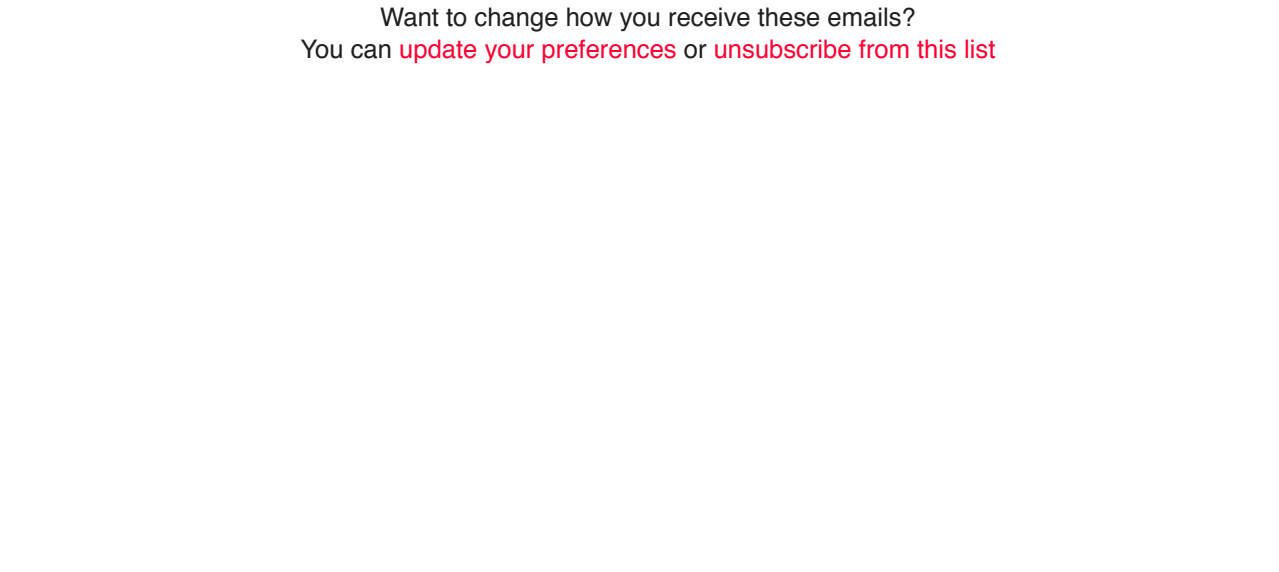 Want to change how you receive these emails?
You can update your preferences or unsubscribe from this list